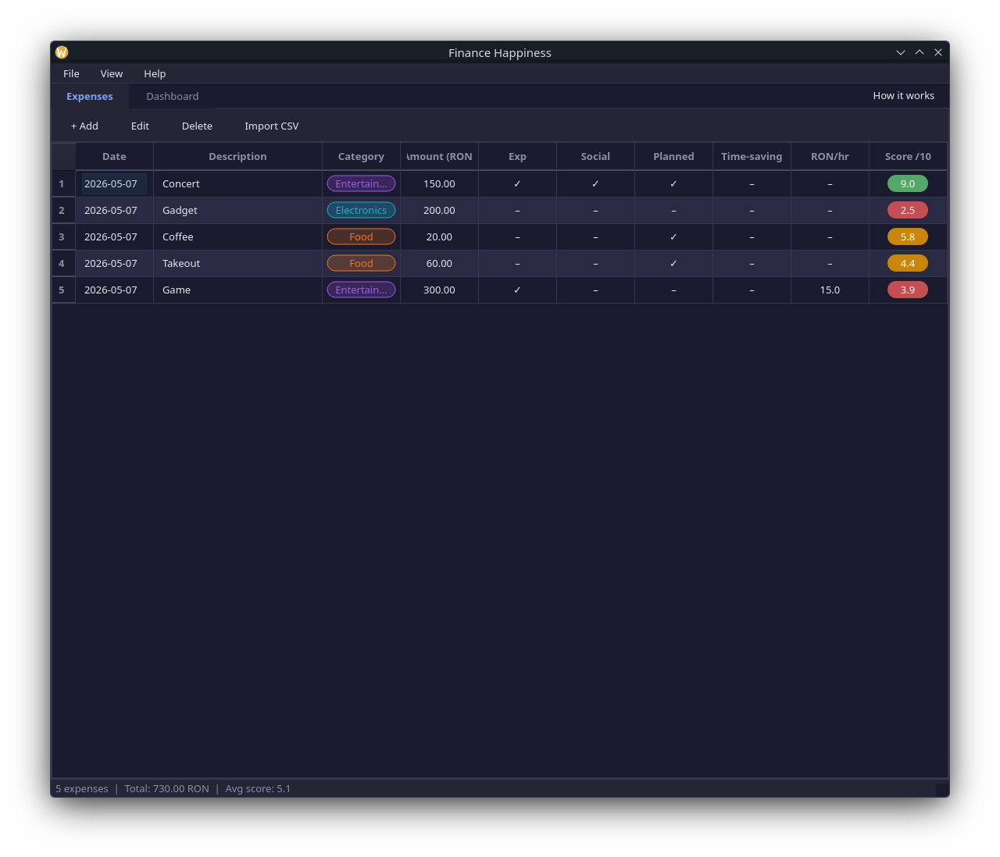 W Finance Happiness
File View Help
Expenses Dashboard How it works
+ Add Edit Delete Import CSV
Date Description Category Amount (RON Exp Social Planned Time-saving RON/hr Score /10
1 2026-05-07 Concert Entertain... 150.00 ✓ ✓ ✓ – – 9.0
2 2026-05-07 Gadget Electronics 200.00 – – – – – 2.5
3 2026-05-07 Coffee Food 20.00 – – ✓ – – 5.8
4 2026-05-07 Takeout Food 60.00 – – ✓ – – 4.4
5 2026-05-07 Game Entertain... 300.00 ✓ – – – 15.0 3.9
5 expenses | Total: 730.00 RON | Avg score: 5.1